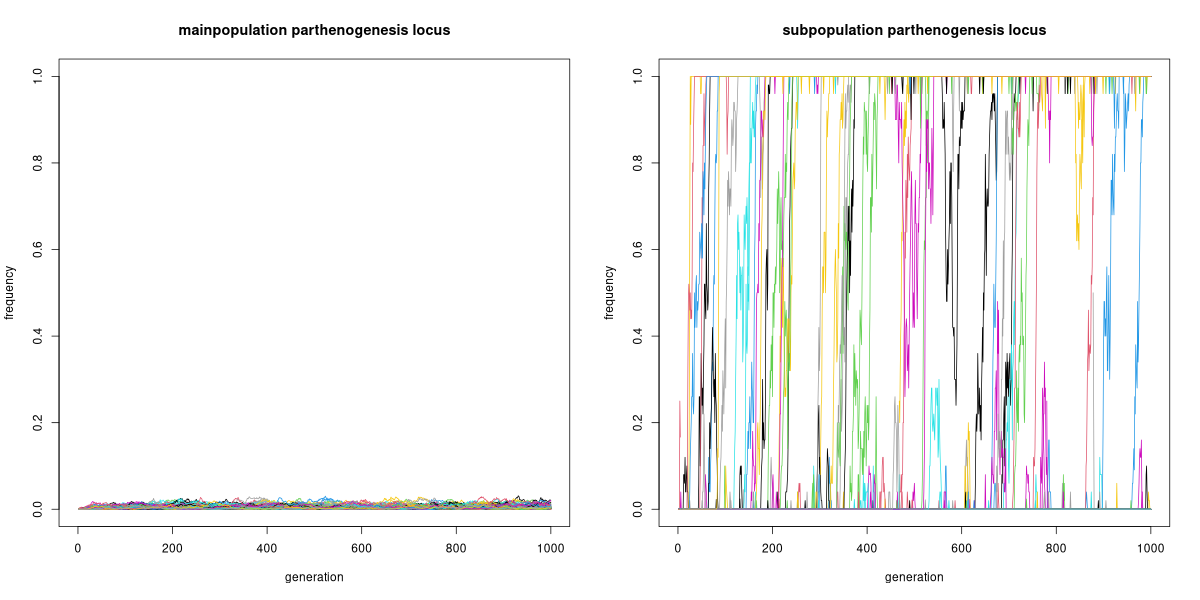 mainpopulation parthenogenesis locus
frequency
0.0 0.2 0.4 0.6 0.8 1.0
0 200 400 600 800 1000
generation
subpopulation parthenogenesis locus
frequency
0.0 0.2 0.4 0.6 0.8 1.0
0 200 400 600 800 1000
generation